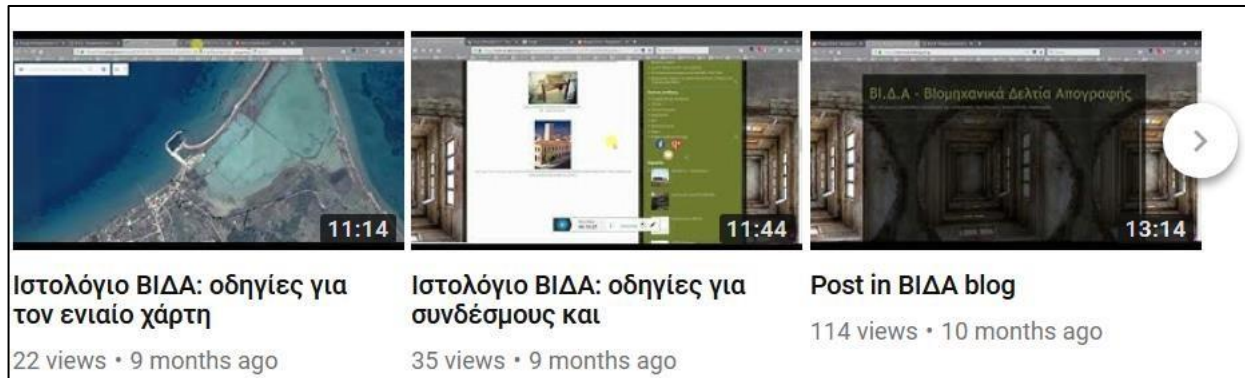 11:14
11:44
ΒΙ.Δ.Α - ΒΙομηχανικά Δελτία Απογραφής
13:14
Ιστολόγιο ΒΙΔΑ: οδηγίες για
τον ενιαίο χάρτη
22 views • 9 months ago
Ιστολόγιο ΒΙΔΑ: οδηγίες για
συνδέσμους και
35 views • 9 months ago
Post in ΒΙΔΑ blog
114 views • 10 months ago